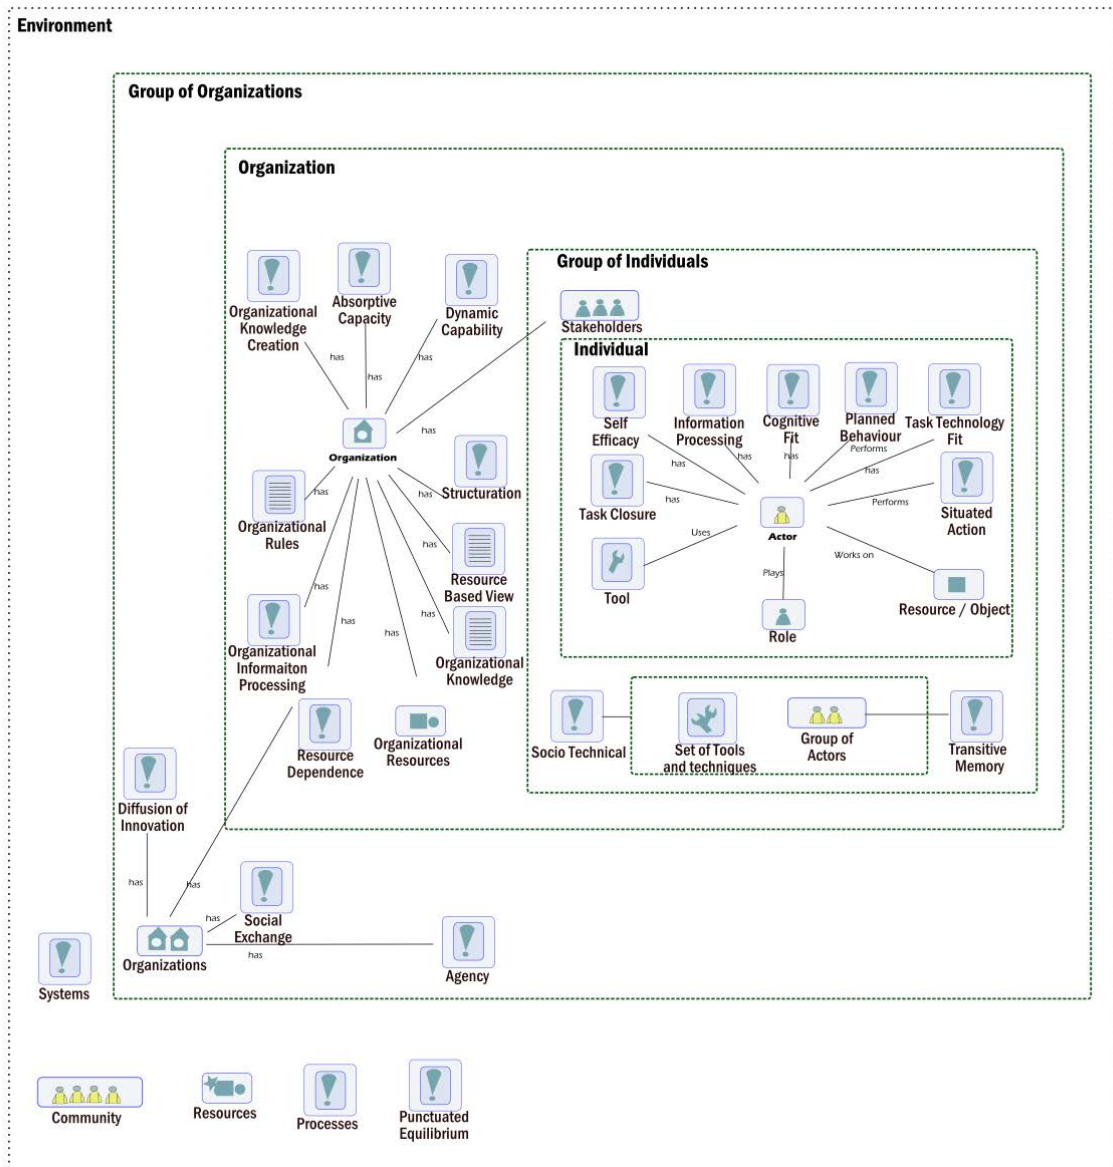 Environment
Group of Organizations
Organization
Group of Individuals
Stakeholders
Individual
Organizational
Knowledge
Creation
Absorptive
Capacity
Dynamic
Capability
has
has
has
has
Organization
Self
Efficacy
Information
Processing
Cognitive
Fit
Planned
Behaviour
Task Technology
Fit
has
has
has
Performs
has
Task Closure
has
Performs
Situated
Action
Actor
Uses
Tool
Plays
Works on
Role
Resource / Object
Structuration
has
has
Organizational
Rules
has
Resource
Based View
has
Organizational
Informaiton
Processing
has
has
has
Organizational
Knowledge
Resource
Dependence
Organizational
Resources
Socio Technical
Set of Tools
and techniques
Group of
Actors
Transitive
Memory
Diffusion of
Innovation
has
has
has
Social
Exchange
has
Organizations
Agency
Systems
Community
Resources
Processes
Punctuated
Equilibrium